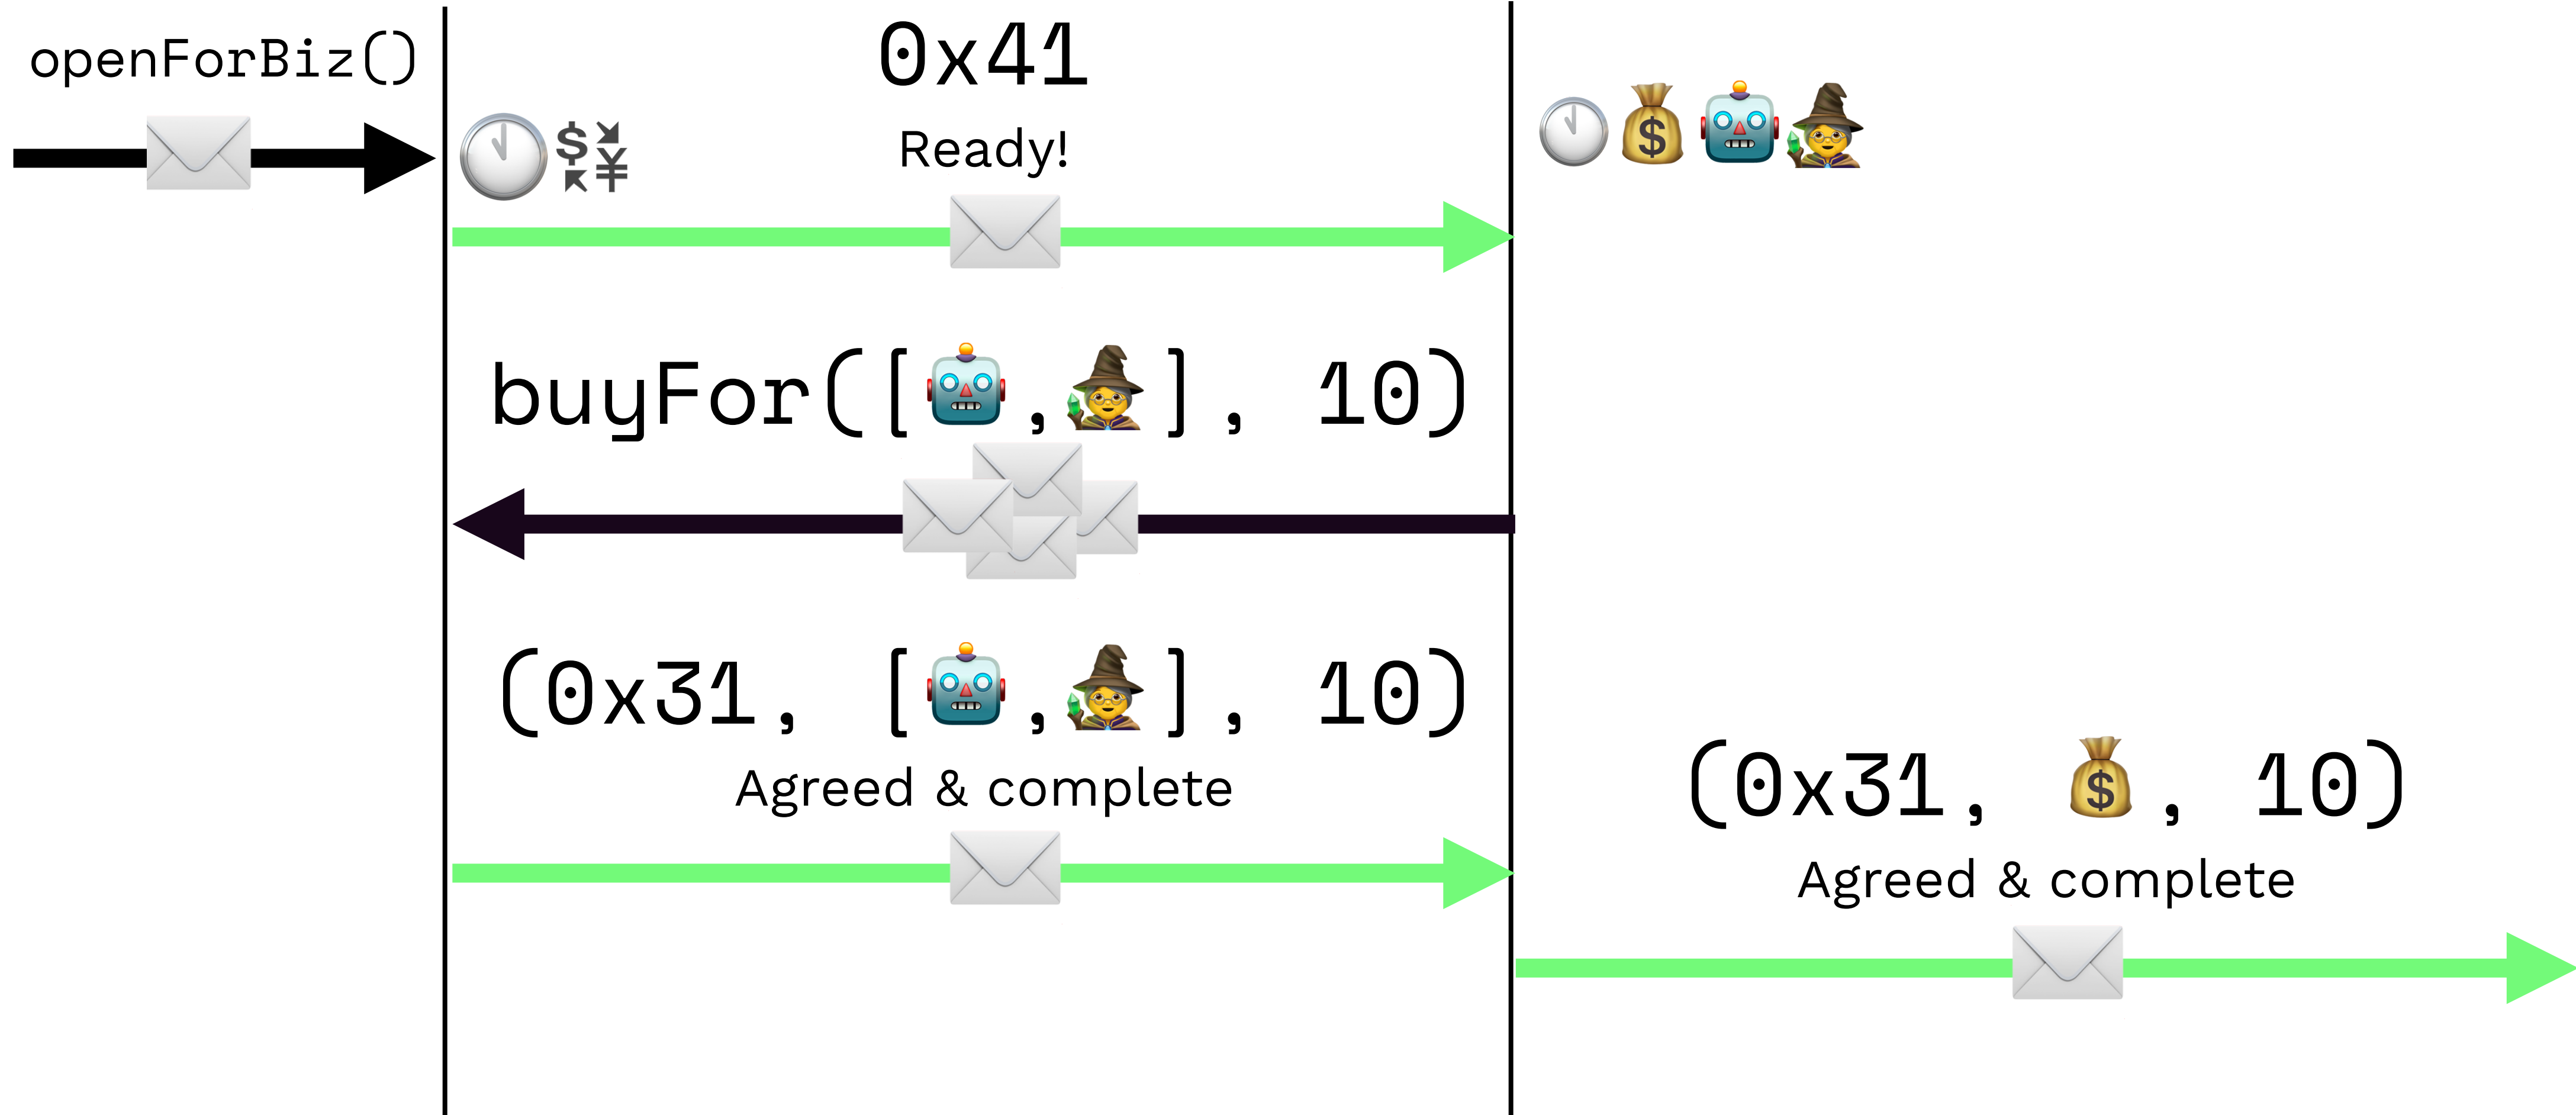 openForBiz()
0x41
Ready!
buyFor([🤖,🧙], 10)
(0x31, [🤖,🧙], 10)
Agreed & complete
(0x31, 💰, 10)
Agreed & complete